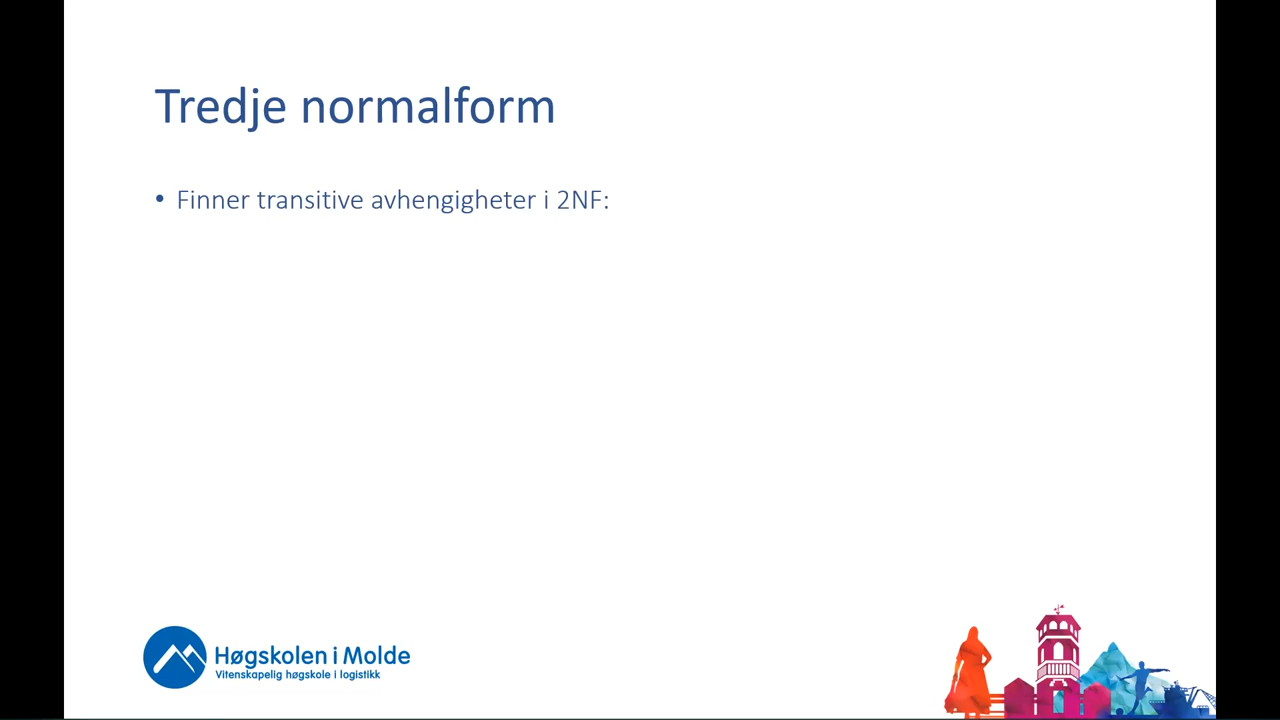 Tredje normalform
• Finner transitive avhengigheter i 2NF:
Høgskolen i Molde
Vitenskapelig høgskole i logistikk